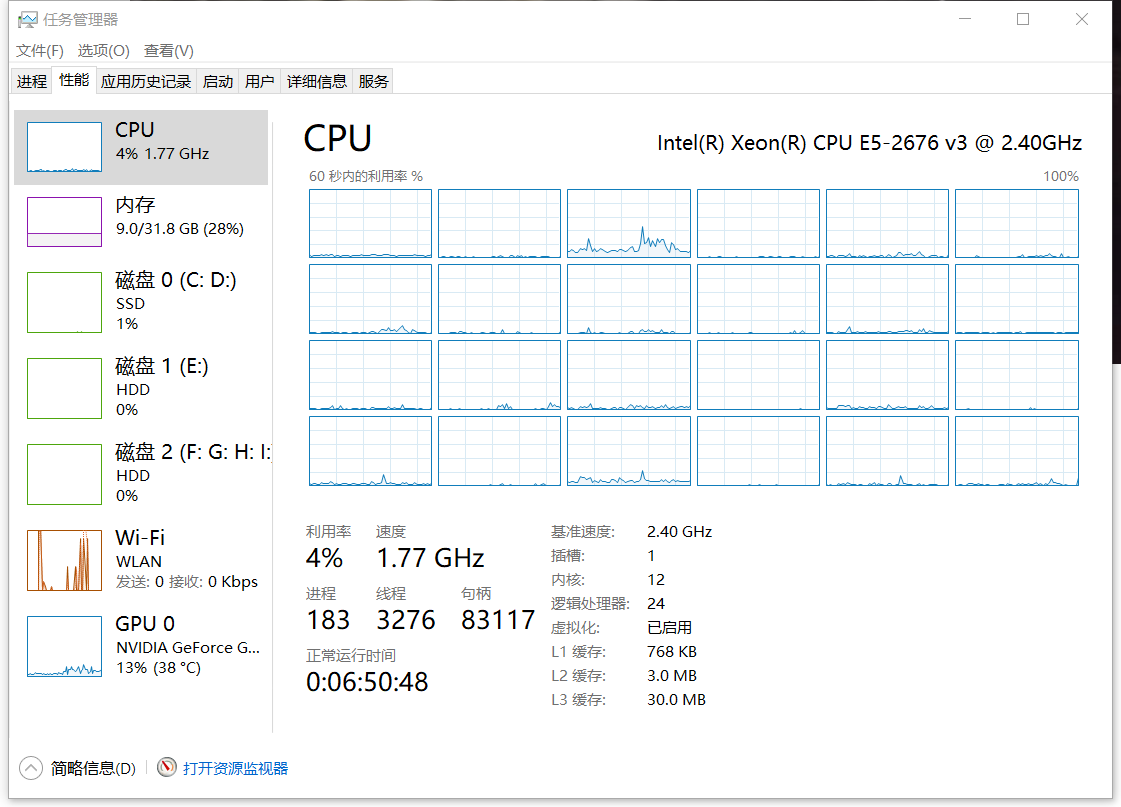 任务管理器
文件(F) 选项(O) 查看(V)
进程 性能 应用历史记录 启动 用户 详细信息 服务
CPU
4% 1.77 GHz
内存
9.0/31.8 GB (28%)
磁盘 0 (C: D:)
SSD
1%
磁盘 1 (E:)
HDD
0%
磁盘 2 (F: G: H: I:
HDD
0%
Wi-Fi
WLAN
发送: 0 接收: 0 Kbps
GPU 0
NVIDIA GeForce G...
13% (38 °C)
CPU
Intel(R) Xeon(R) CPU E5-2676 v3 @ 2.40GHz
60 秒内的利用率 %
100%
利用率 速度
4% 1.77 GHz
进程 线程 句柄
183 3276 83117
正常运行时间
0:06:50:48
基准速度: 2.40 GHz
插槽: 1
内核: 12
逻辑处理器: 24
虚拟化: 已启用
L1 缓存: 768 KB
L2 缓存: 3.0 MB
L3 缓存: 30.0 MB
简略信息(D)
打开资源监视器